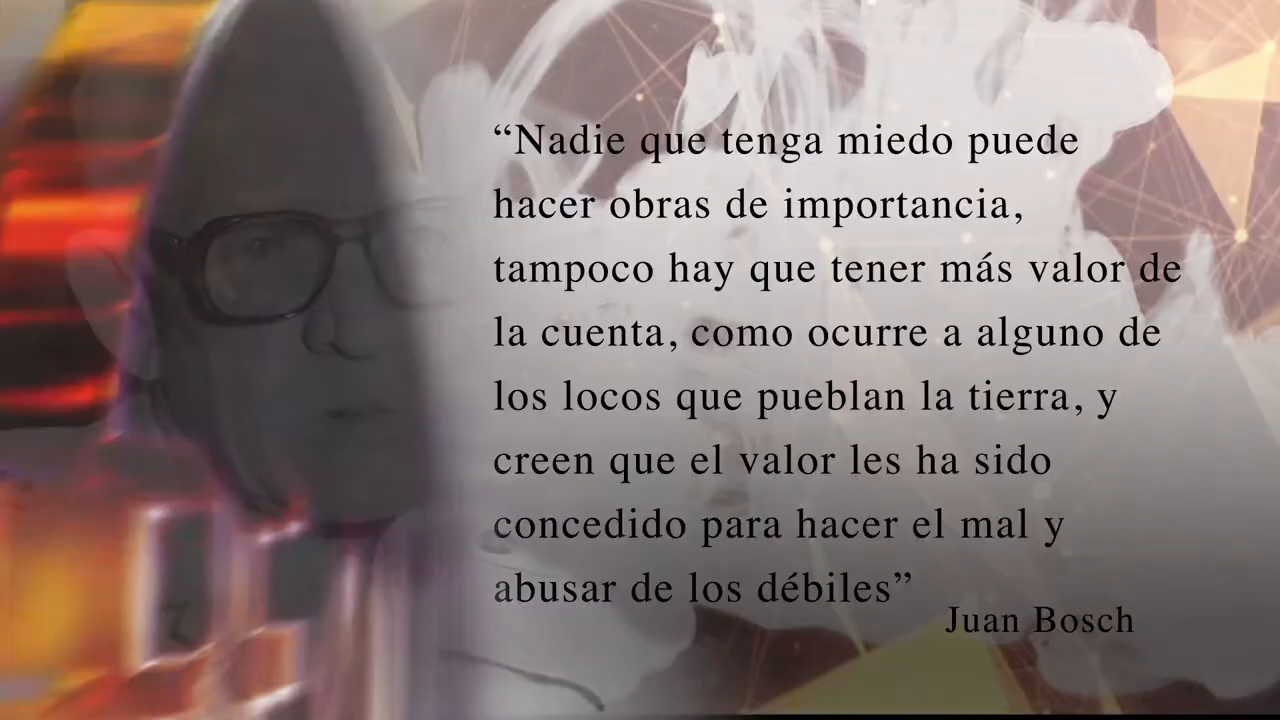 “Nadie que tenga miedo puede
hacer obras de importancia,
tampoco hay que tener más valor de
la cuenta, como ocurre a alguno de
los locos que pueblan la tierra, y
creen que el valor les ha sido
concedido para hacer el mal y
abusar de los débiles”
Juan Bosch